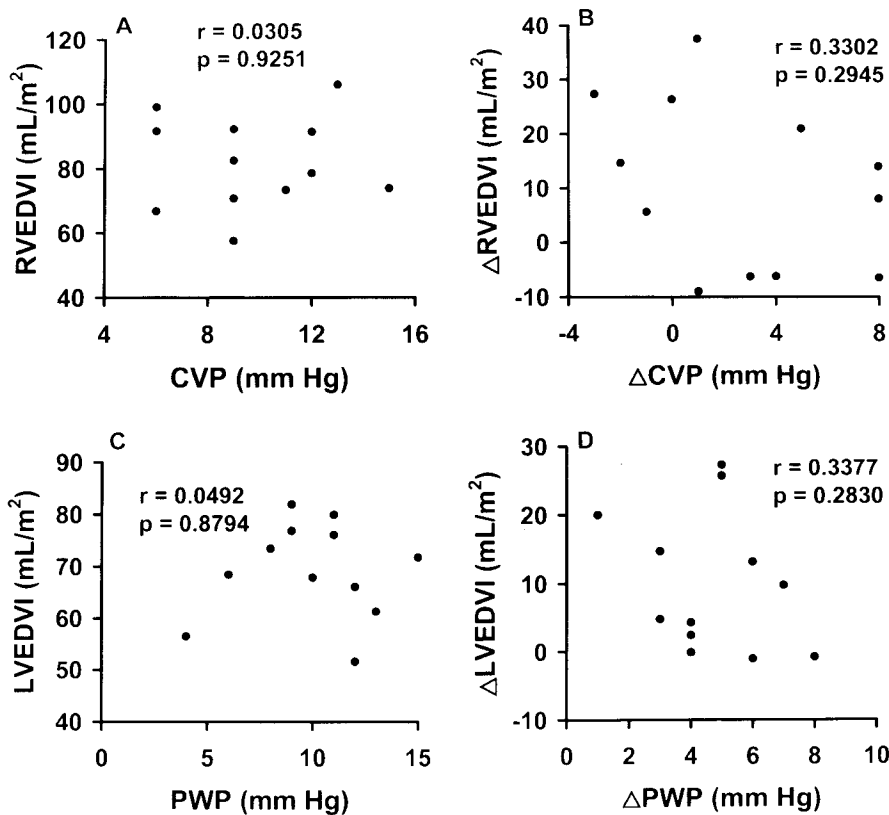 A
r = 0.0305
p = 0.9251
120
100
80
60
40
RVEDVI (mL/m²)
4
8
12
16
CVP (mm Hg)
B
r = 0.3302
p = 0.2945
40
30
20
10
0
-10
△RVEDVI (mL/m²)
-4
0
4
8
△CVP (mm Hg)
C
r = 0.0492
p = 0.8794
90
80
70
60
50
40
LVEDVI (mL/m²)
0
5
10
15
PWP (mm Hg)
D
r = 0.3377
p = 0.2830
30
20
10
0
-10
△LVEDVI (mL/m²)
0
2
4
6
8
10
△PWP (mm Hg)